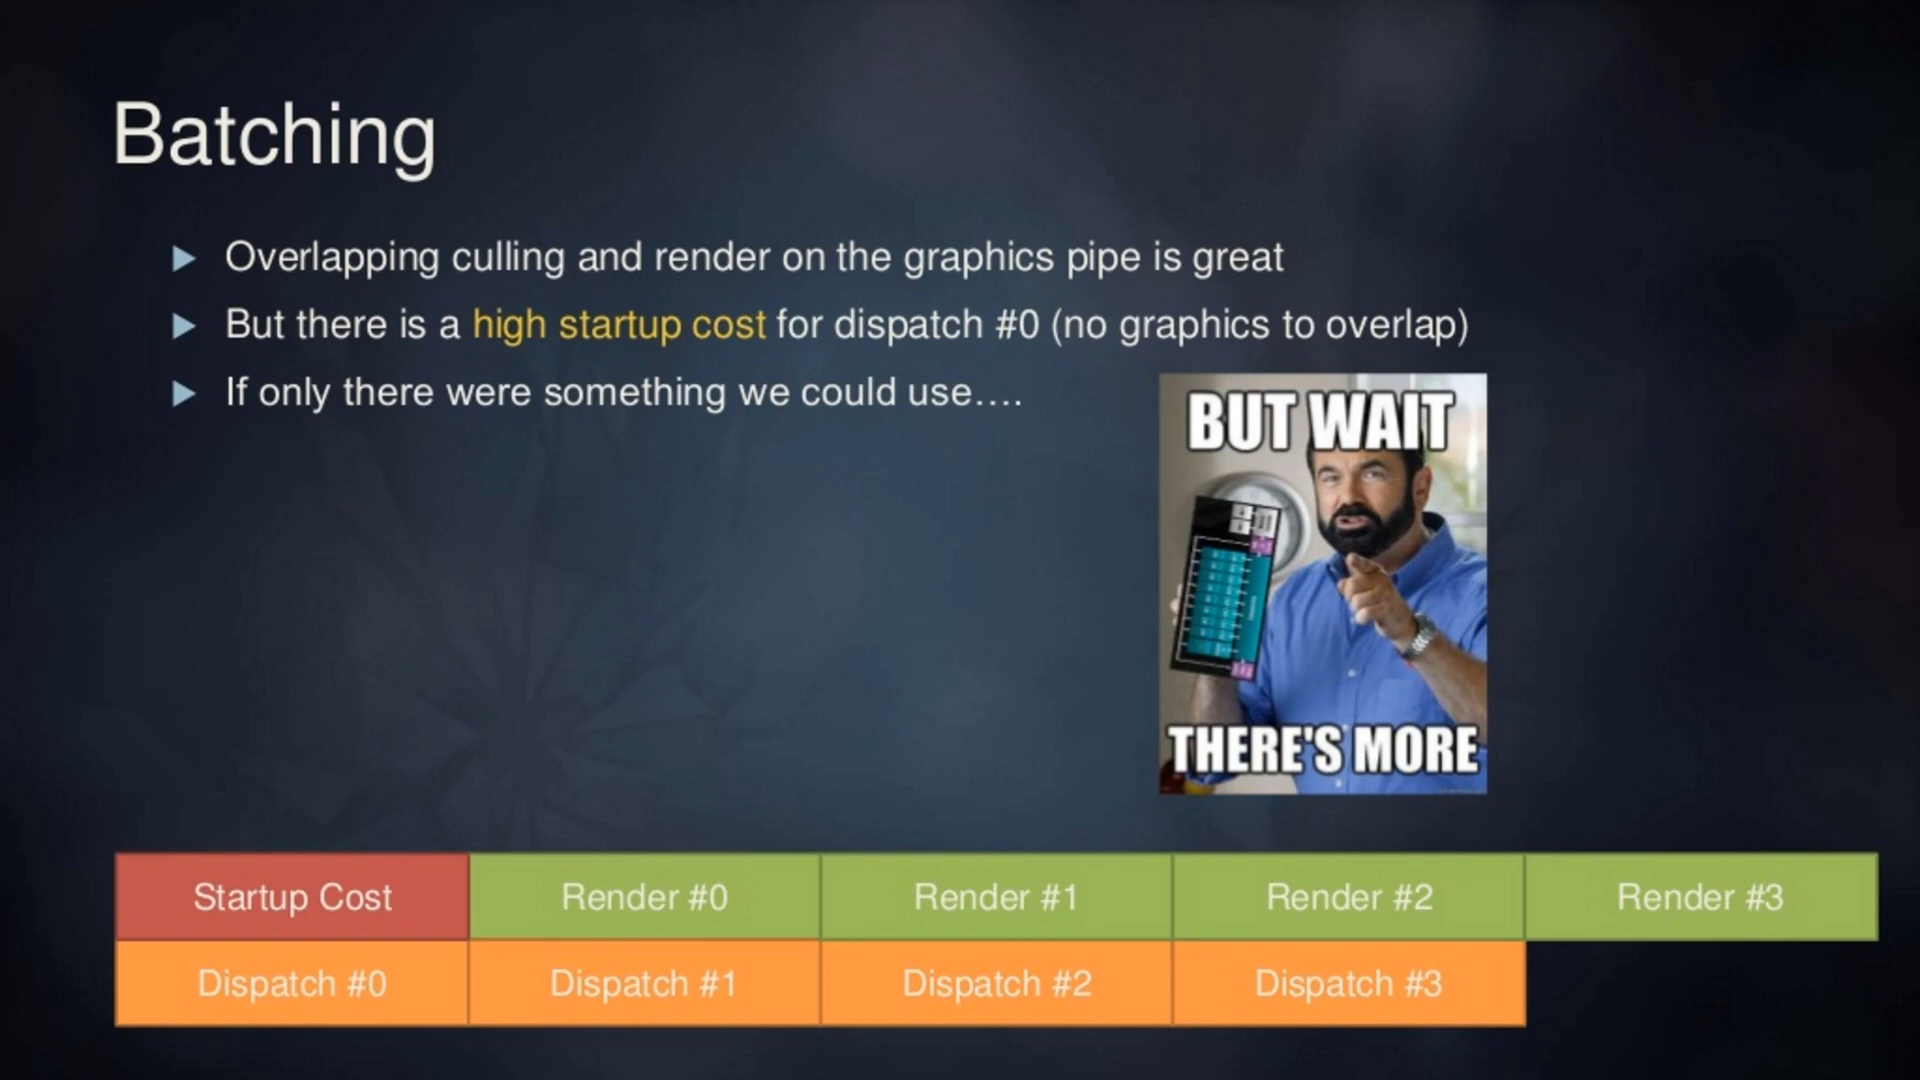 Batching
Overlapping culling and render on the graphics pipe is great
But there is a high startup cost for dispatch #0 (no graphics to overlap)
If only there were something we could use....
BUT WAIT
THERE'S MORE
Startup Cost
Render #0
Render #1
Render #2
Render #3
Dispatch #0
Dispatch #1
Dispatch #2
Dispatch #3